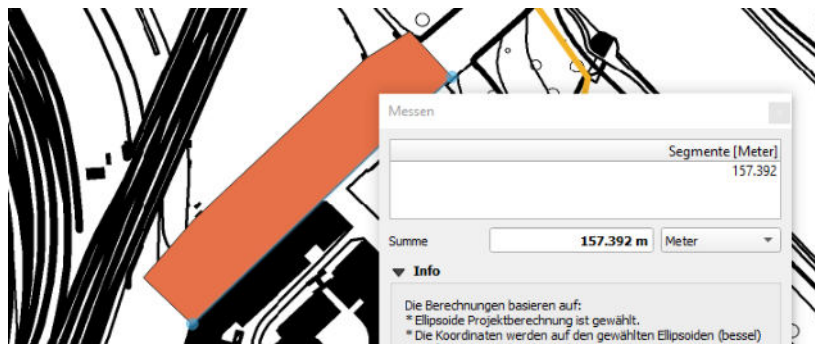 Messen
Segmente [Meter]
157.392
Summe 157.392 m Meter
Info
Die Berechnungen basieren auf:
* Ellipsoide Projektberechnung ist gewählt.
* Die Koordinaten werden auf den gewählten Ellipsoiden (bessel)